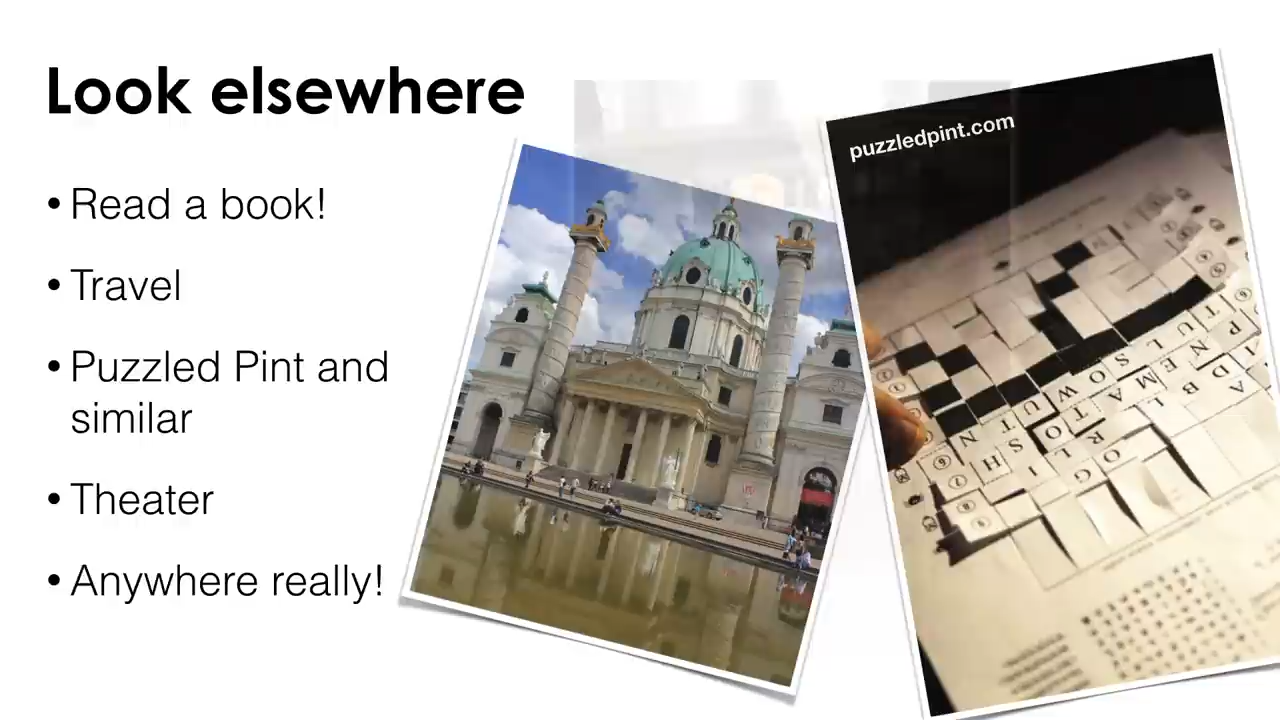 Look elsewhere
• Read a book!
• Travel
• Puzzled Pint and
similar
• Theater
• Anywhere really!
puzzledpint.com